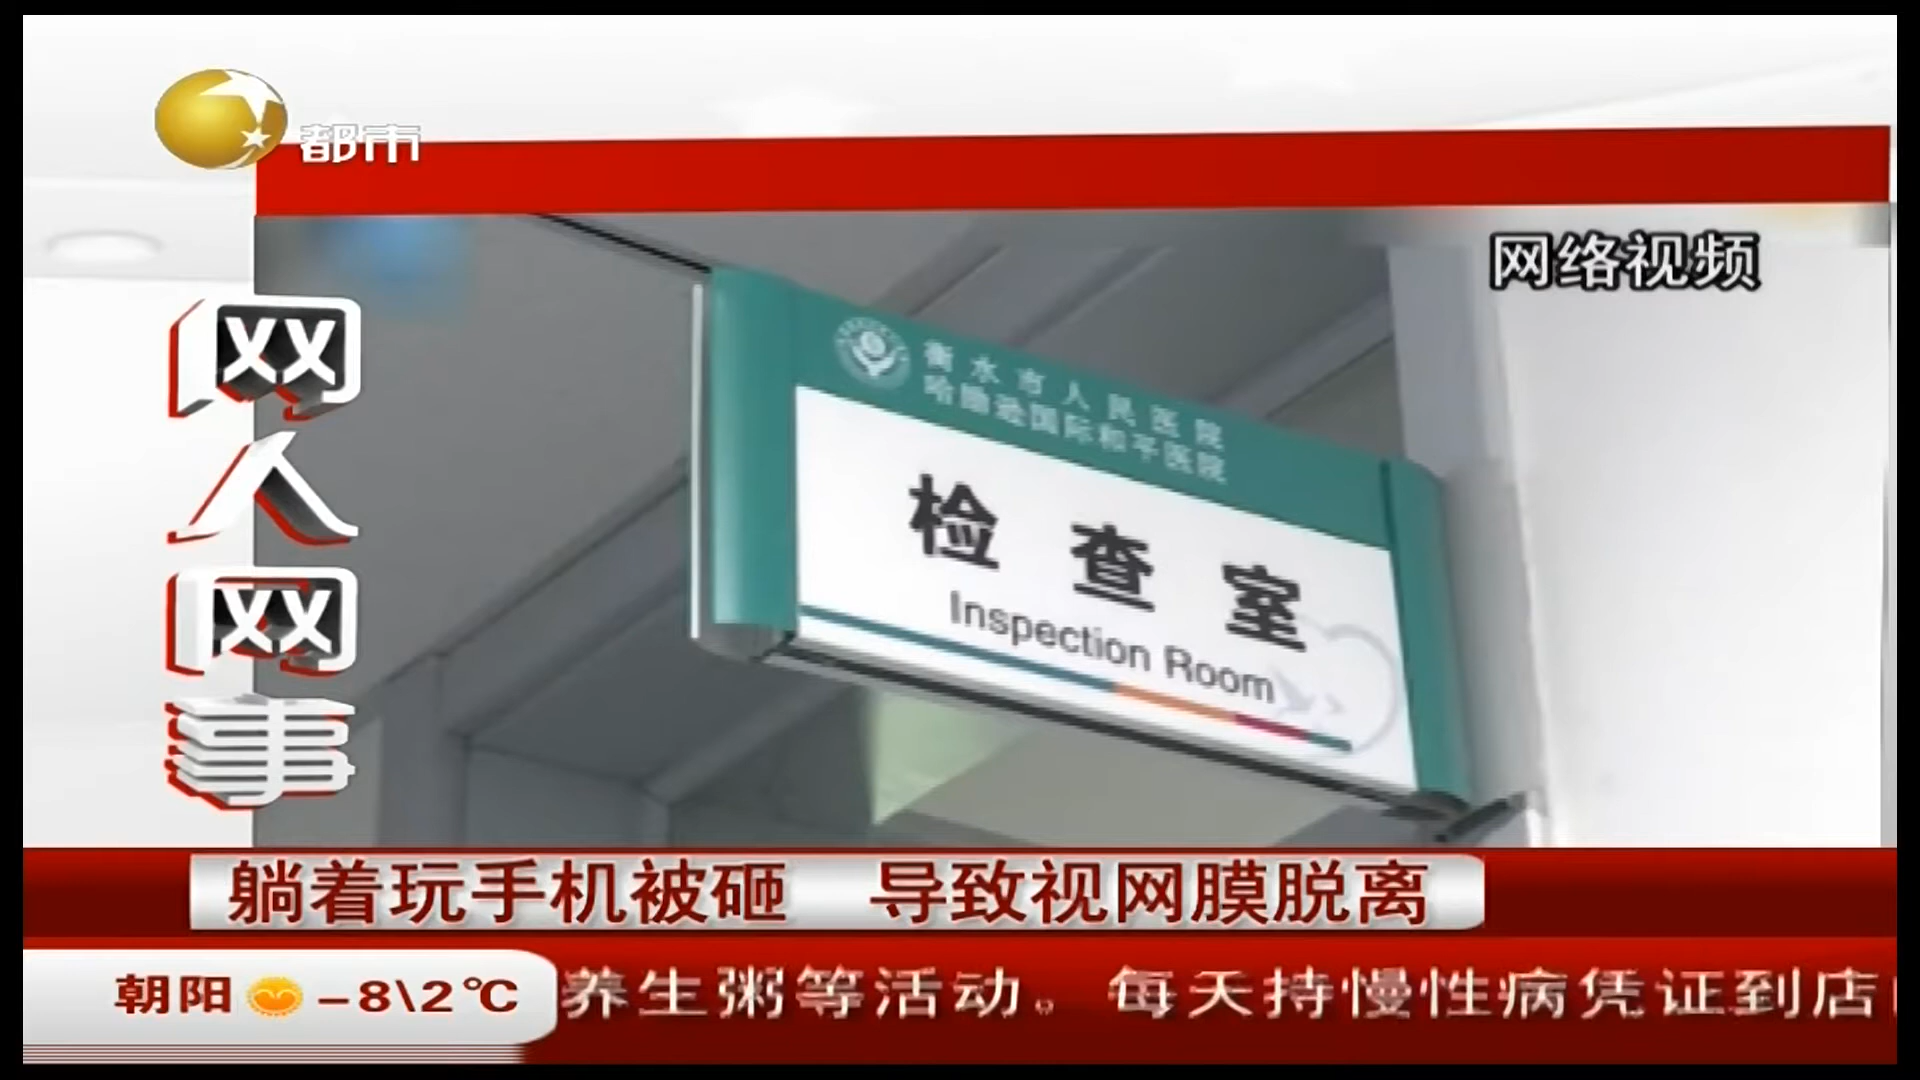 都市
网络视频
网人网事
衡水市人民医院
哈励逊国际和平医院
检查室
Inspection Room
躺着玩手机被砸 导致视网膜脱离
朝阳 -8\2℃ 养生粥等活动。 每天持慢性病凭证到店